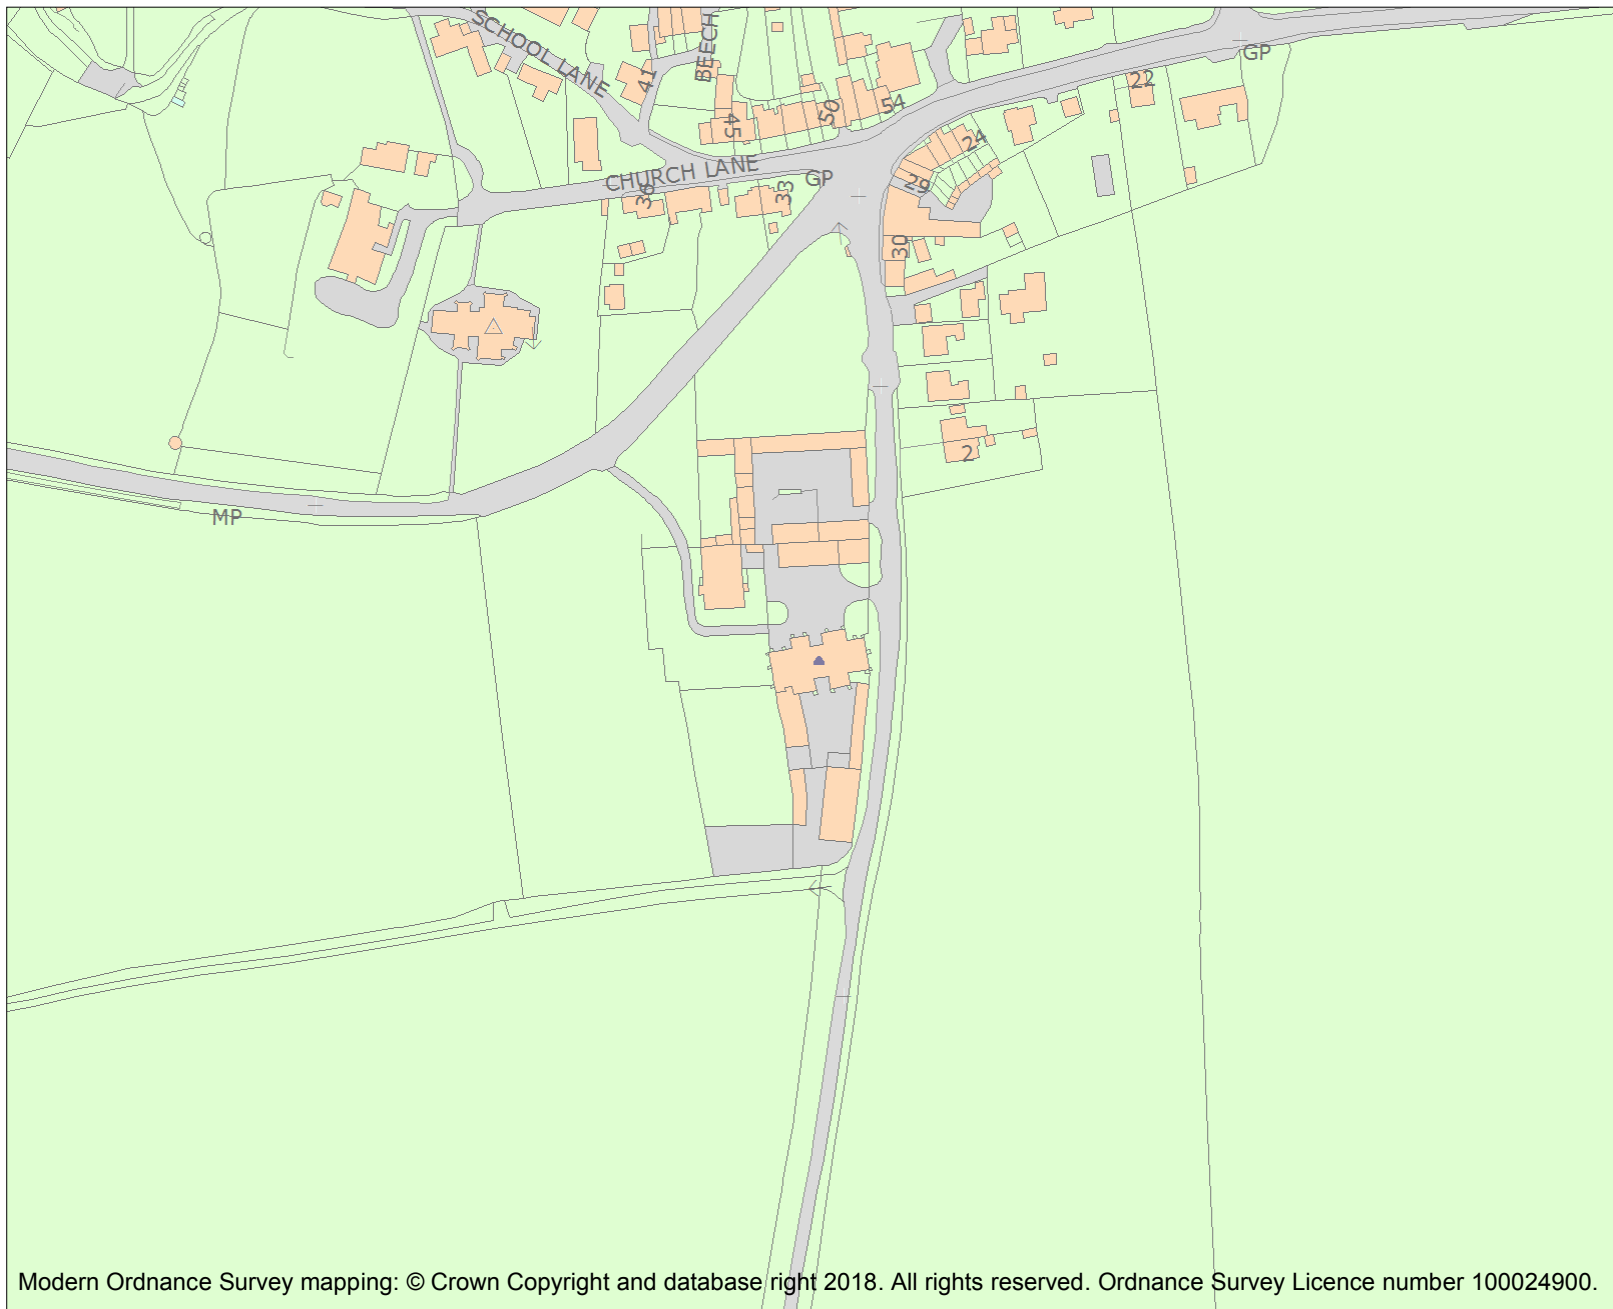 SCHOOL LANE
BEECH
41
45
50
54
22
GP
24
CHURCH LANE
GP
29
36
33
30
2
MP
Modern Ordnance Survey mapping: © Crown Copyright and database right 2018. All rights reserved. Ordnance Survey Licence number 100024900.